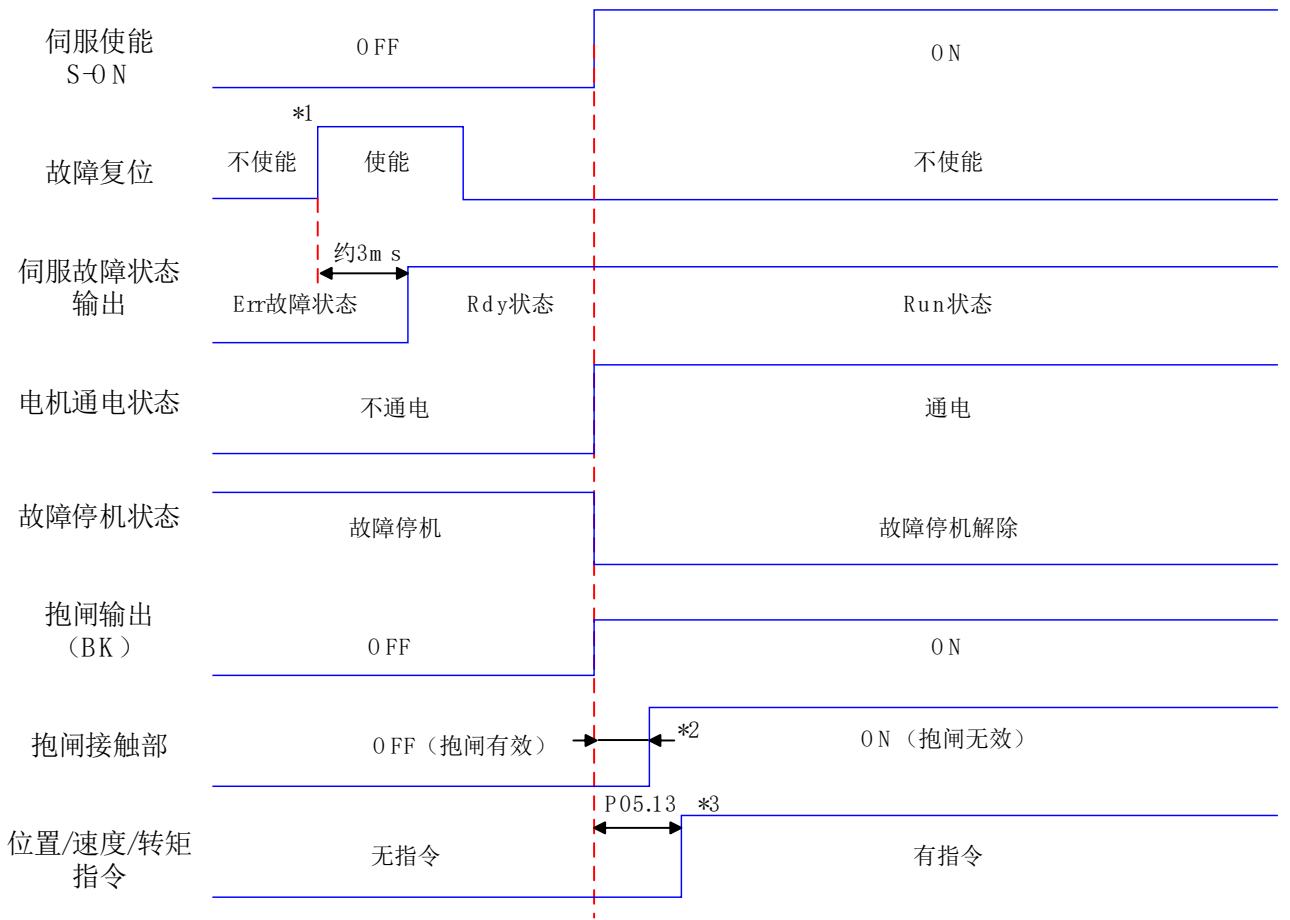 伺服使能
S-ON
OFF
ON
*1
故障复位
不使能
使能
不使能
约3ms
伺服故障状态
输出
Err故障状态
Rdy状态
Run状态
电机通电状态
不通电
通电
故障停机状态
故障停机
故障停机解除
抱闸输出
(BK)
OFF
ON
抱闸接触部
OFF(抱闸有效)
*2
ON(抱闸无效)
P05.13 *3
位置/速度/转矩
指令
无指令
有指令